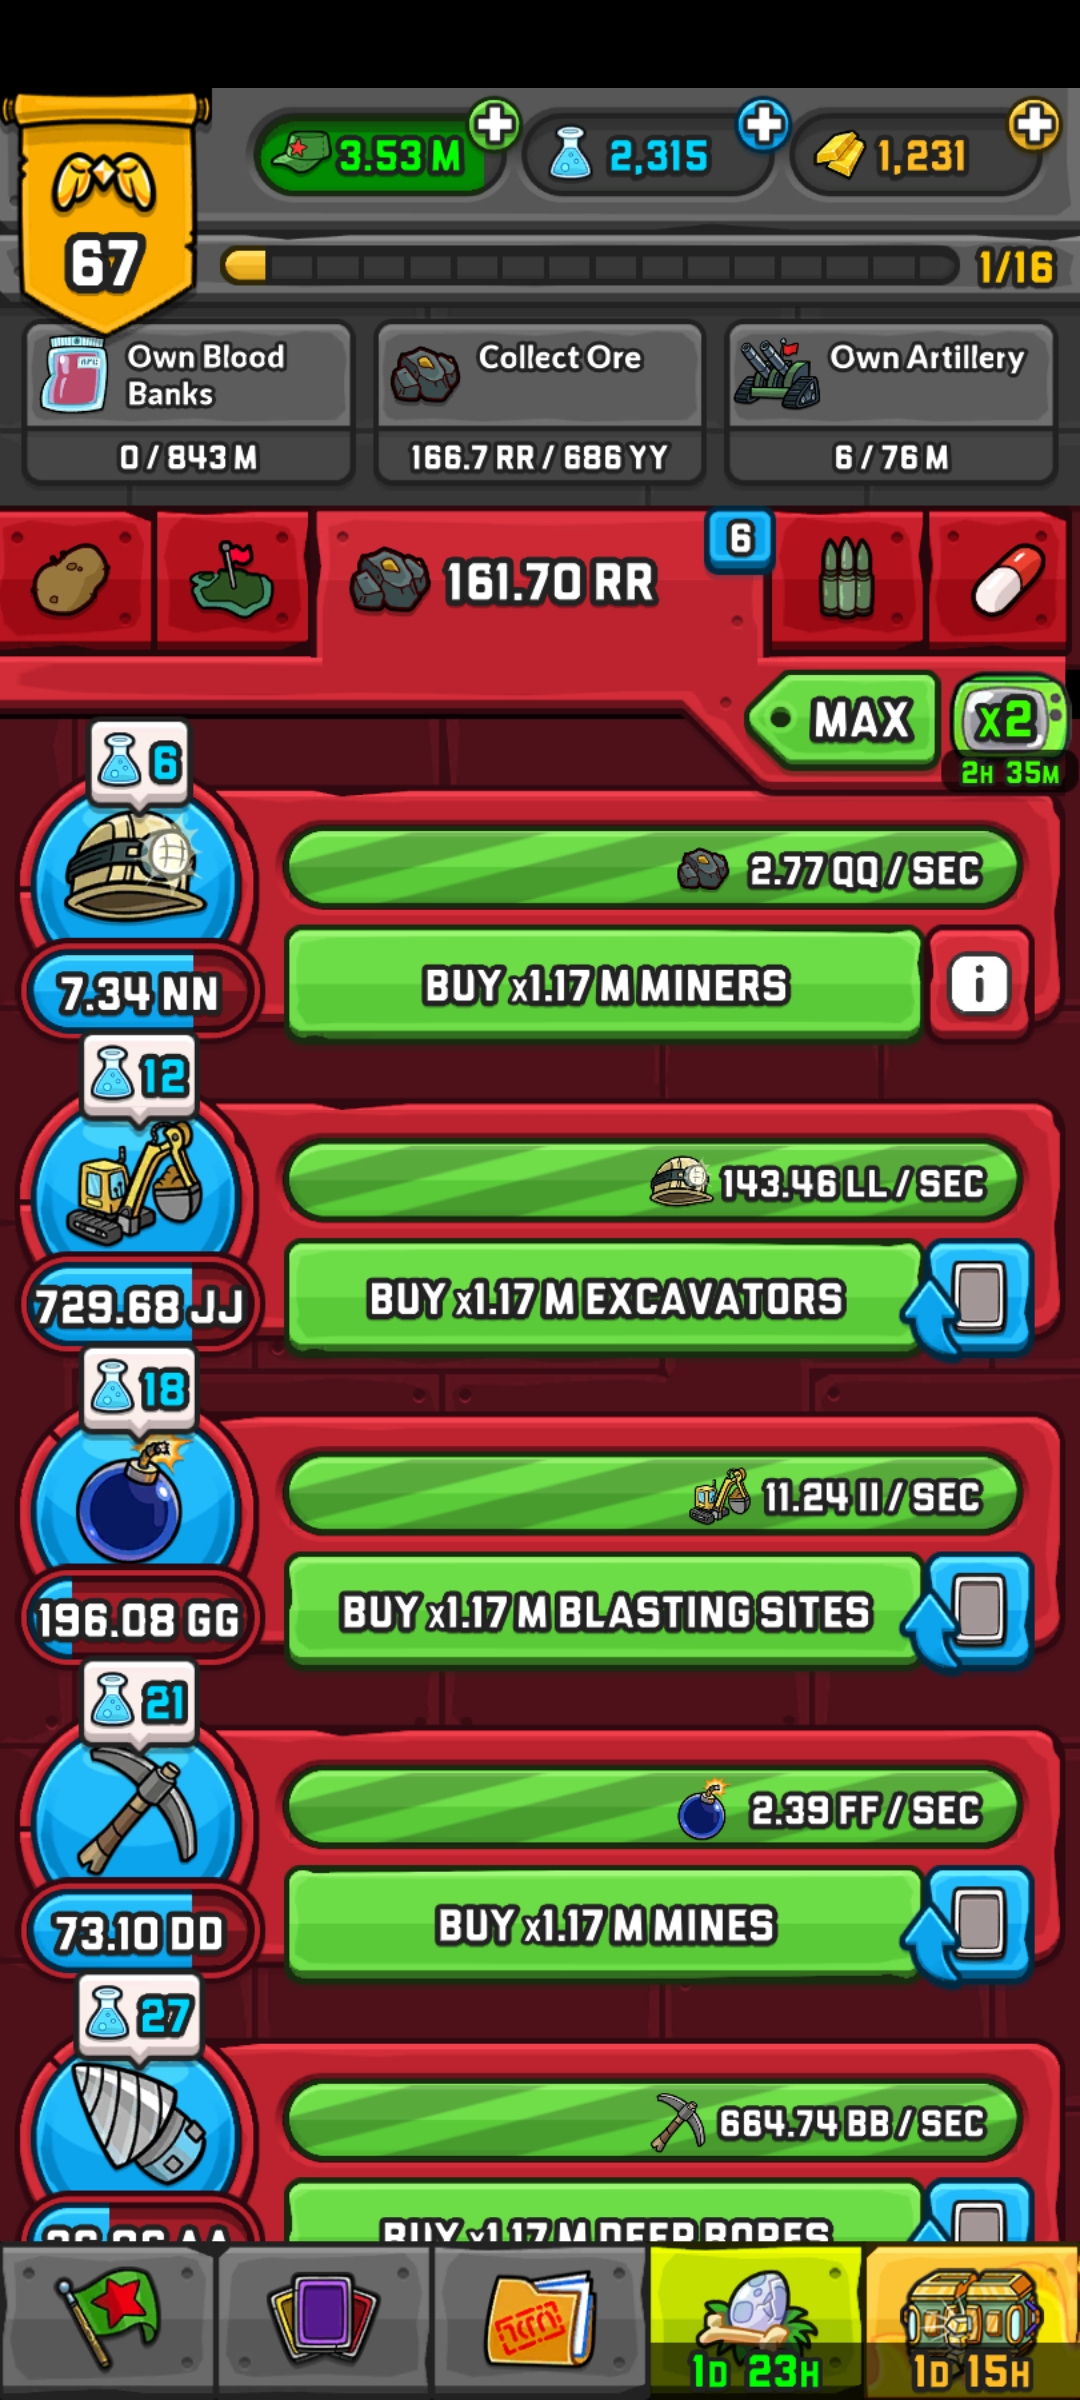 67
3.53 M
2,315
1,231
1/16
Own Blood
Banks
0 / 843 M
Collect Ore
166.7 RR / 686 YY
Own Artillery
6 / 76 M
161.70 RR
6
MAX
x2
2H 35M
6
2.77 QQ / SEC
7.34 NN
BUY x1.17 M MINERS
i
12
143.46 LL / SEC
729.68 JJ
BUY x1.17 M EXCAVATORS
18
11.24 II / SEC
196.08 GG
BUY x1.17 M BLASTING SITES
21
2.39 FF / SEC
73.10 DD
BUY x1.17 M MINES
27
664.74 BB / SEC
BUY x1.17 M DEEP BORES
1D 23H
1D 15H